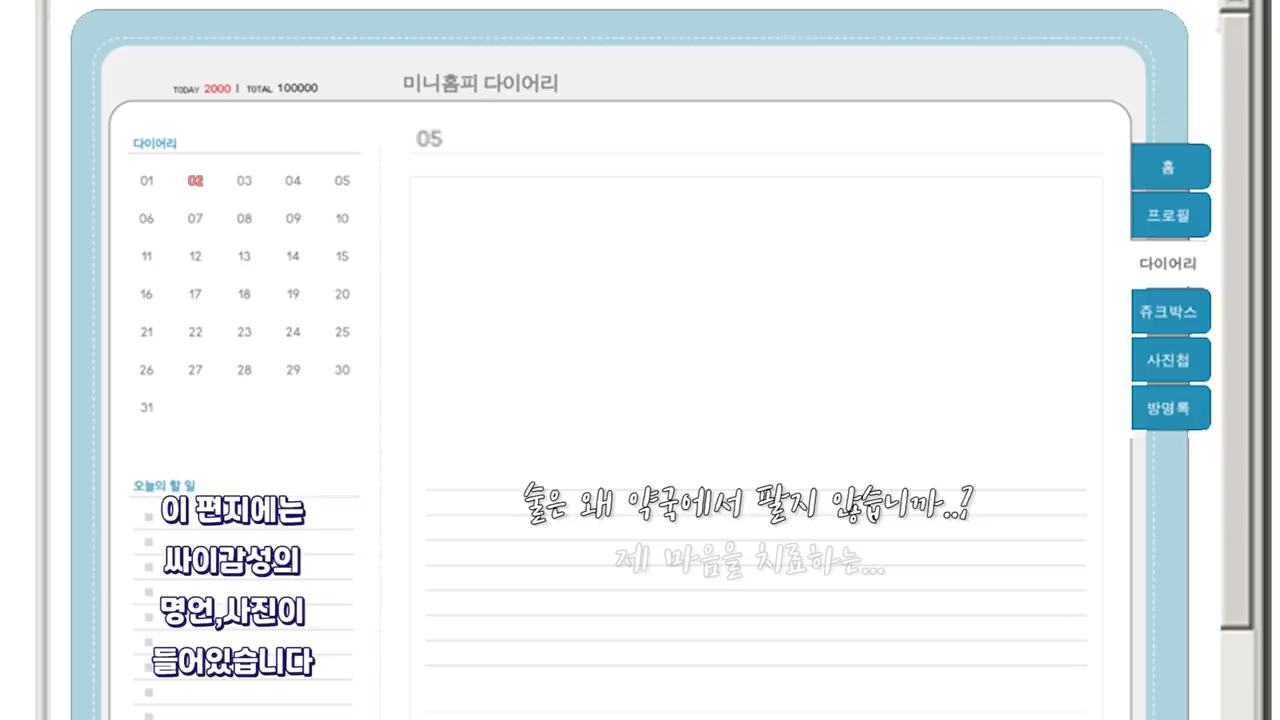 TODAY 2000 | TOTAL 100000
미니홈피 다이어리
다이어리
01 02 03 04 05
06 07 08 09 10
11 12 13 14 15
16 17 18 19 20
21 22 23 24 25
26 27 28 29 30
31
오늘의 할 일
이 편지에는
싸이감성의
명언,사진이
들어있습니다
05
술은 왜 약국에서 팔지 않습니까..?
제 마음을 치료하는...
홈
프로필
다이어리
쥬크박스
사진첩
방명록